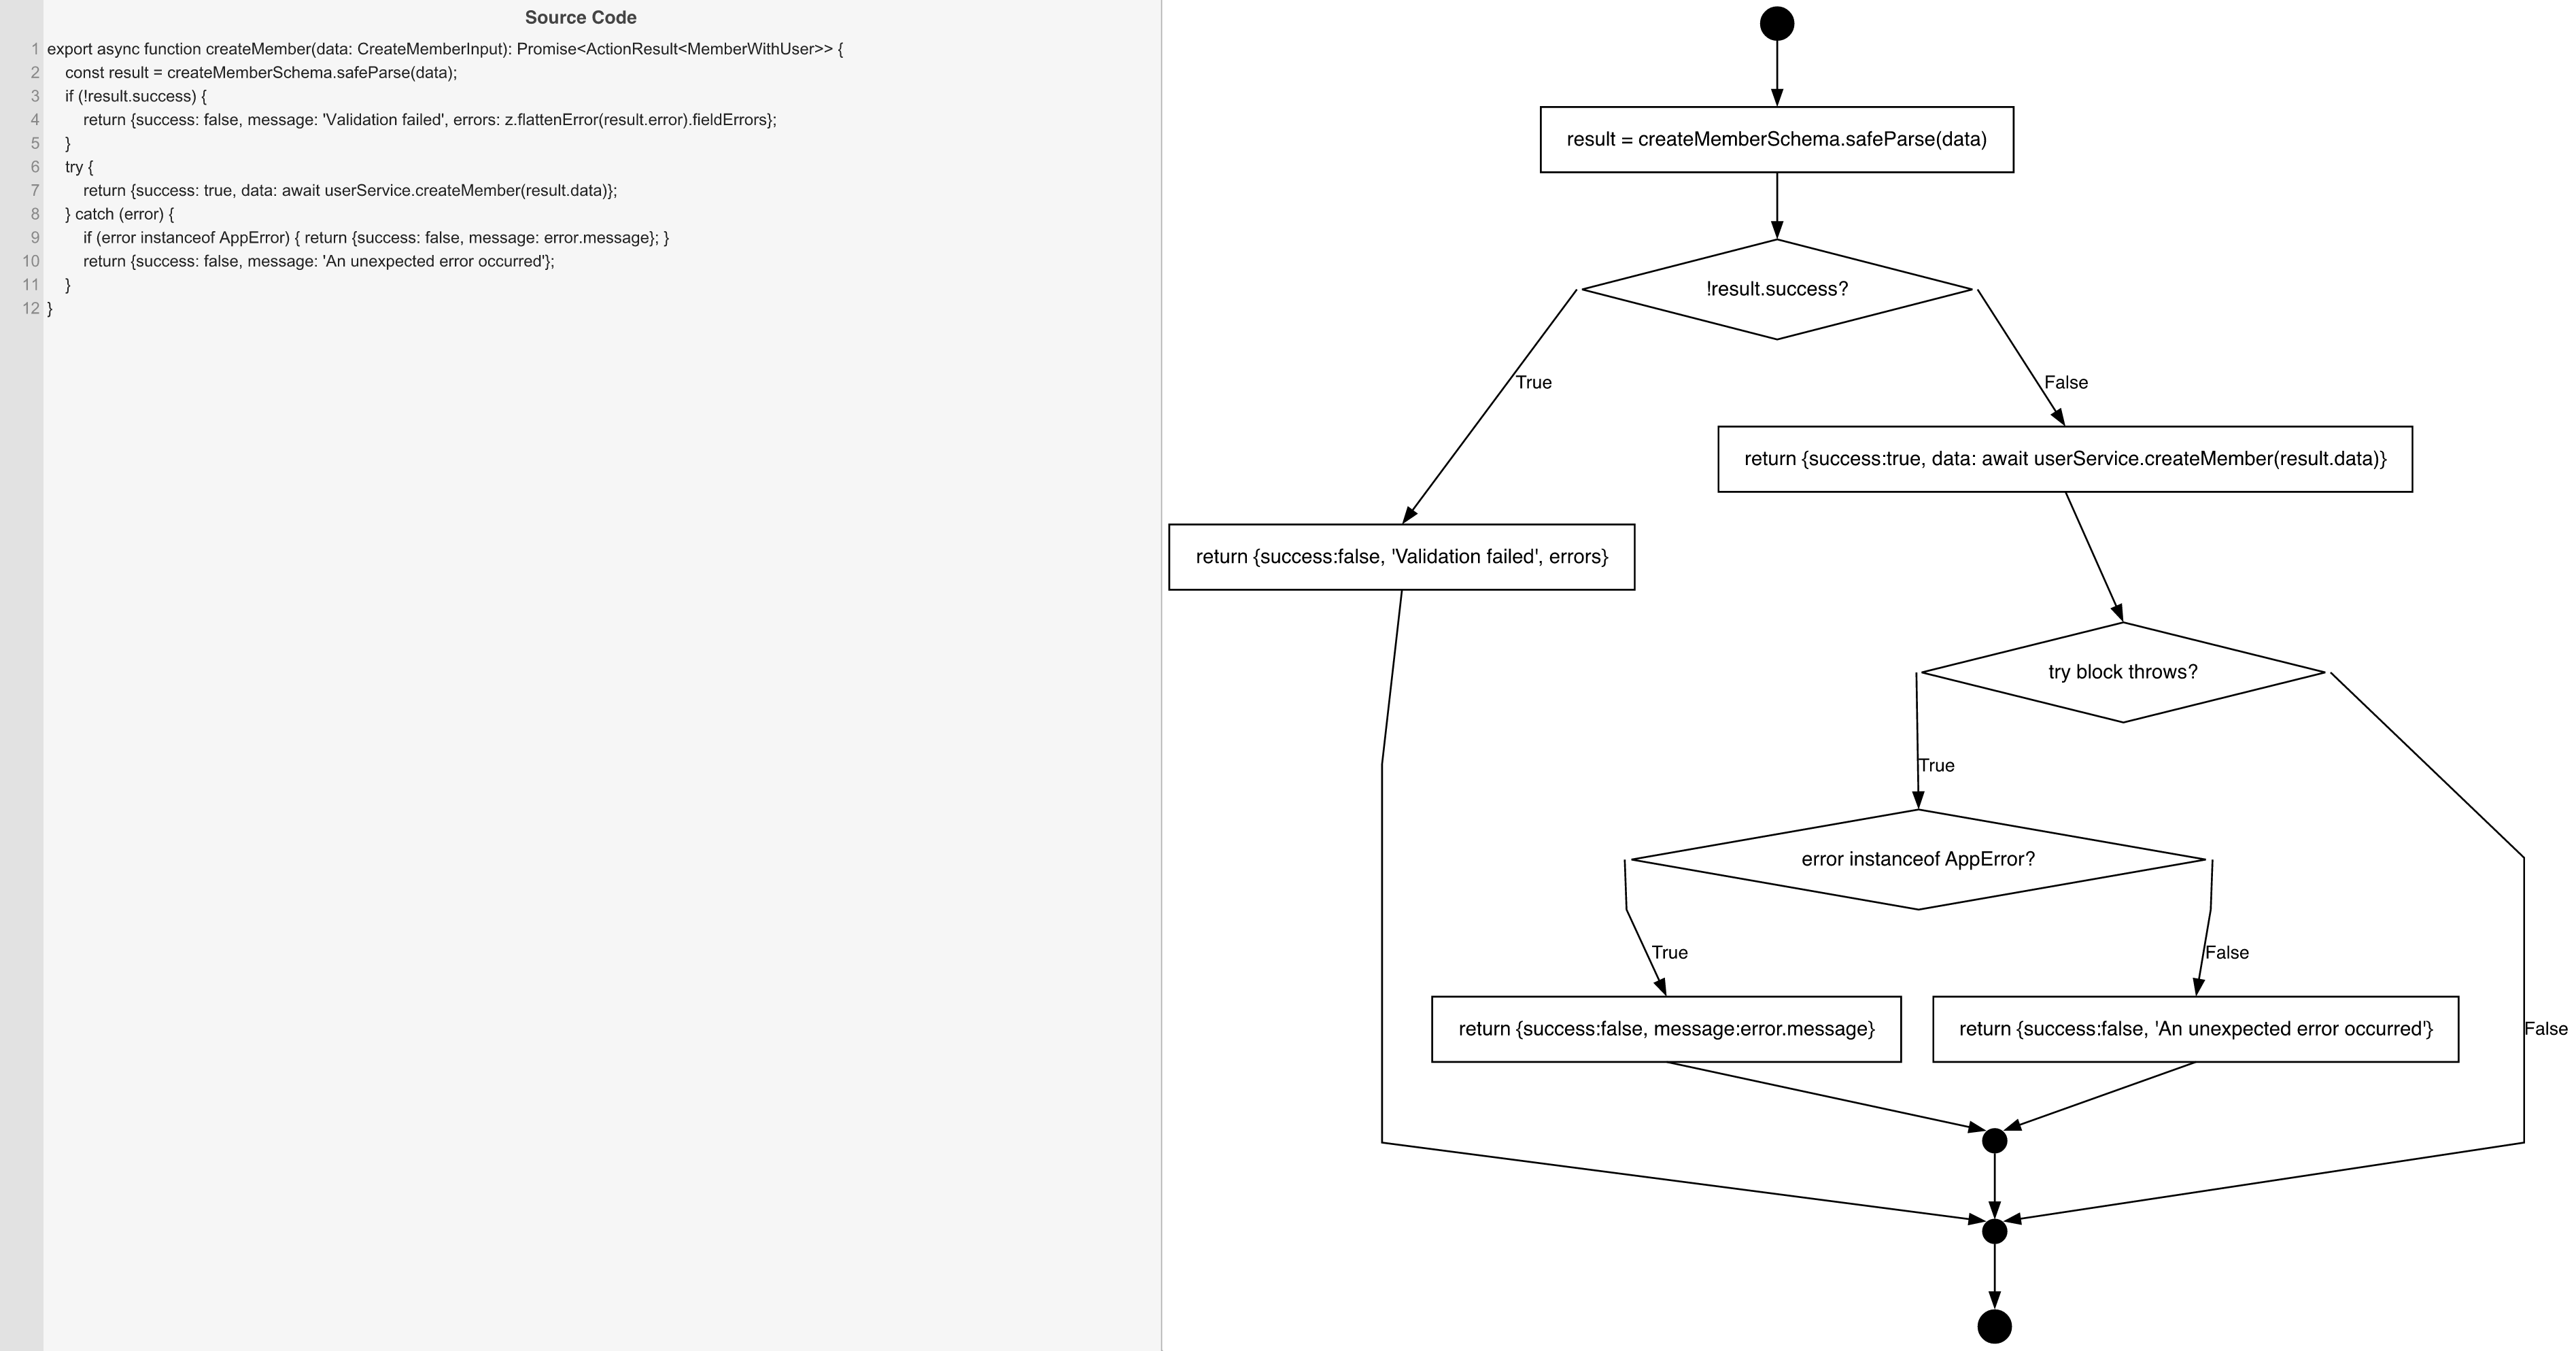 Source Code
1 export async function createMember(data: CreateMemberInput): Promise<ActionResult<MemberWithUser>> {
2 const result = createMemberSchema.safeParse(data);
3 if (!result.success) {
4 return {success: false, message: 'Validation failed', errors: z.flattenError(result.error).fieldErrors};
5 }
6 try {
7 return {success: true, data: await userService.createMember(result.data)};
8 } catch (error) {
9 if (error instanceof AppError) { return {success: false, message: error.message}; }
10 return {success: false, message: 'An unexpected error occurred'};
11 }
12 }
result = createMemberSchema.safeParse(data)
!result.success?
True
False
return {success:true, data: await userService.createMember(result.data)}
return {success:false, 'Validation failed', errors}
try block throws?
True
error instanceof AppError?
True
False
return {success:false, message:error.message}
return {success:false, 'An unexpected error occurred'}
False